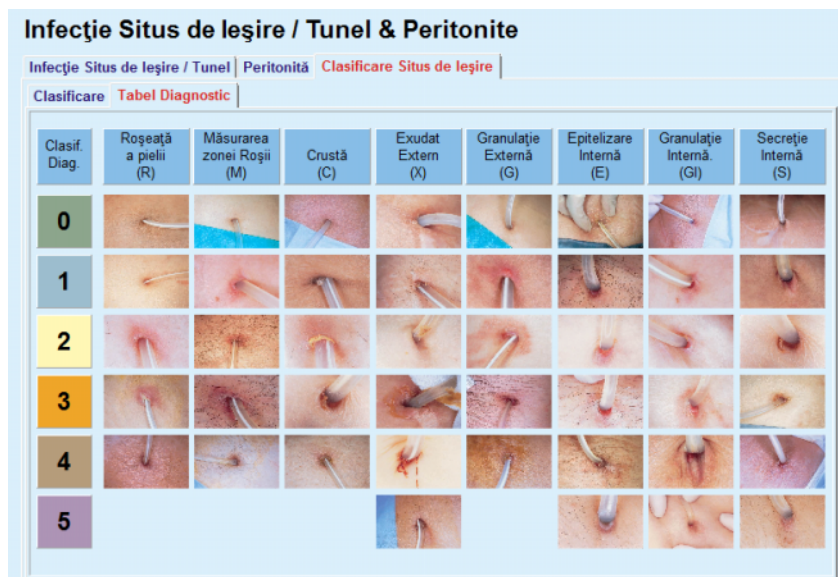 Infecţie Situs de Ieşire / Tunel & Peritonite
Infecţie Situs de Ieşire / Tunel Peritonită Clasificare Situs de Ieşire
Clasificare Tabel Diagnostic
Clasif.
Diag.
Roşeaţă
a pielii
(R)
Măsurarea
zonei Roşii
(M)
Crustă
(C)
Exudat
Extern
(X)
Granulaţie
Externă
(G)
Epitelizare
Internă
(E)
Granulaţie
Internă.
(GI)
Secreţie
Internă
(S)
0
1
2
3
4
5